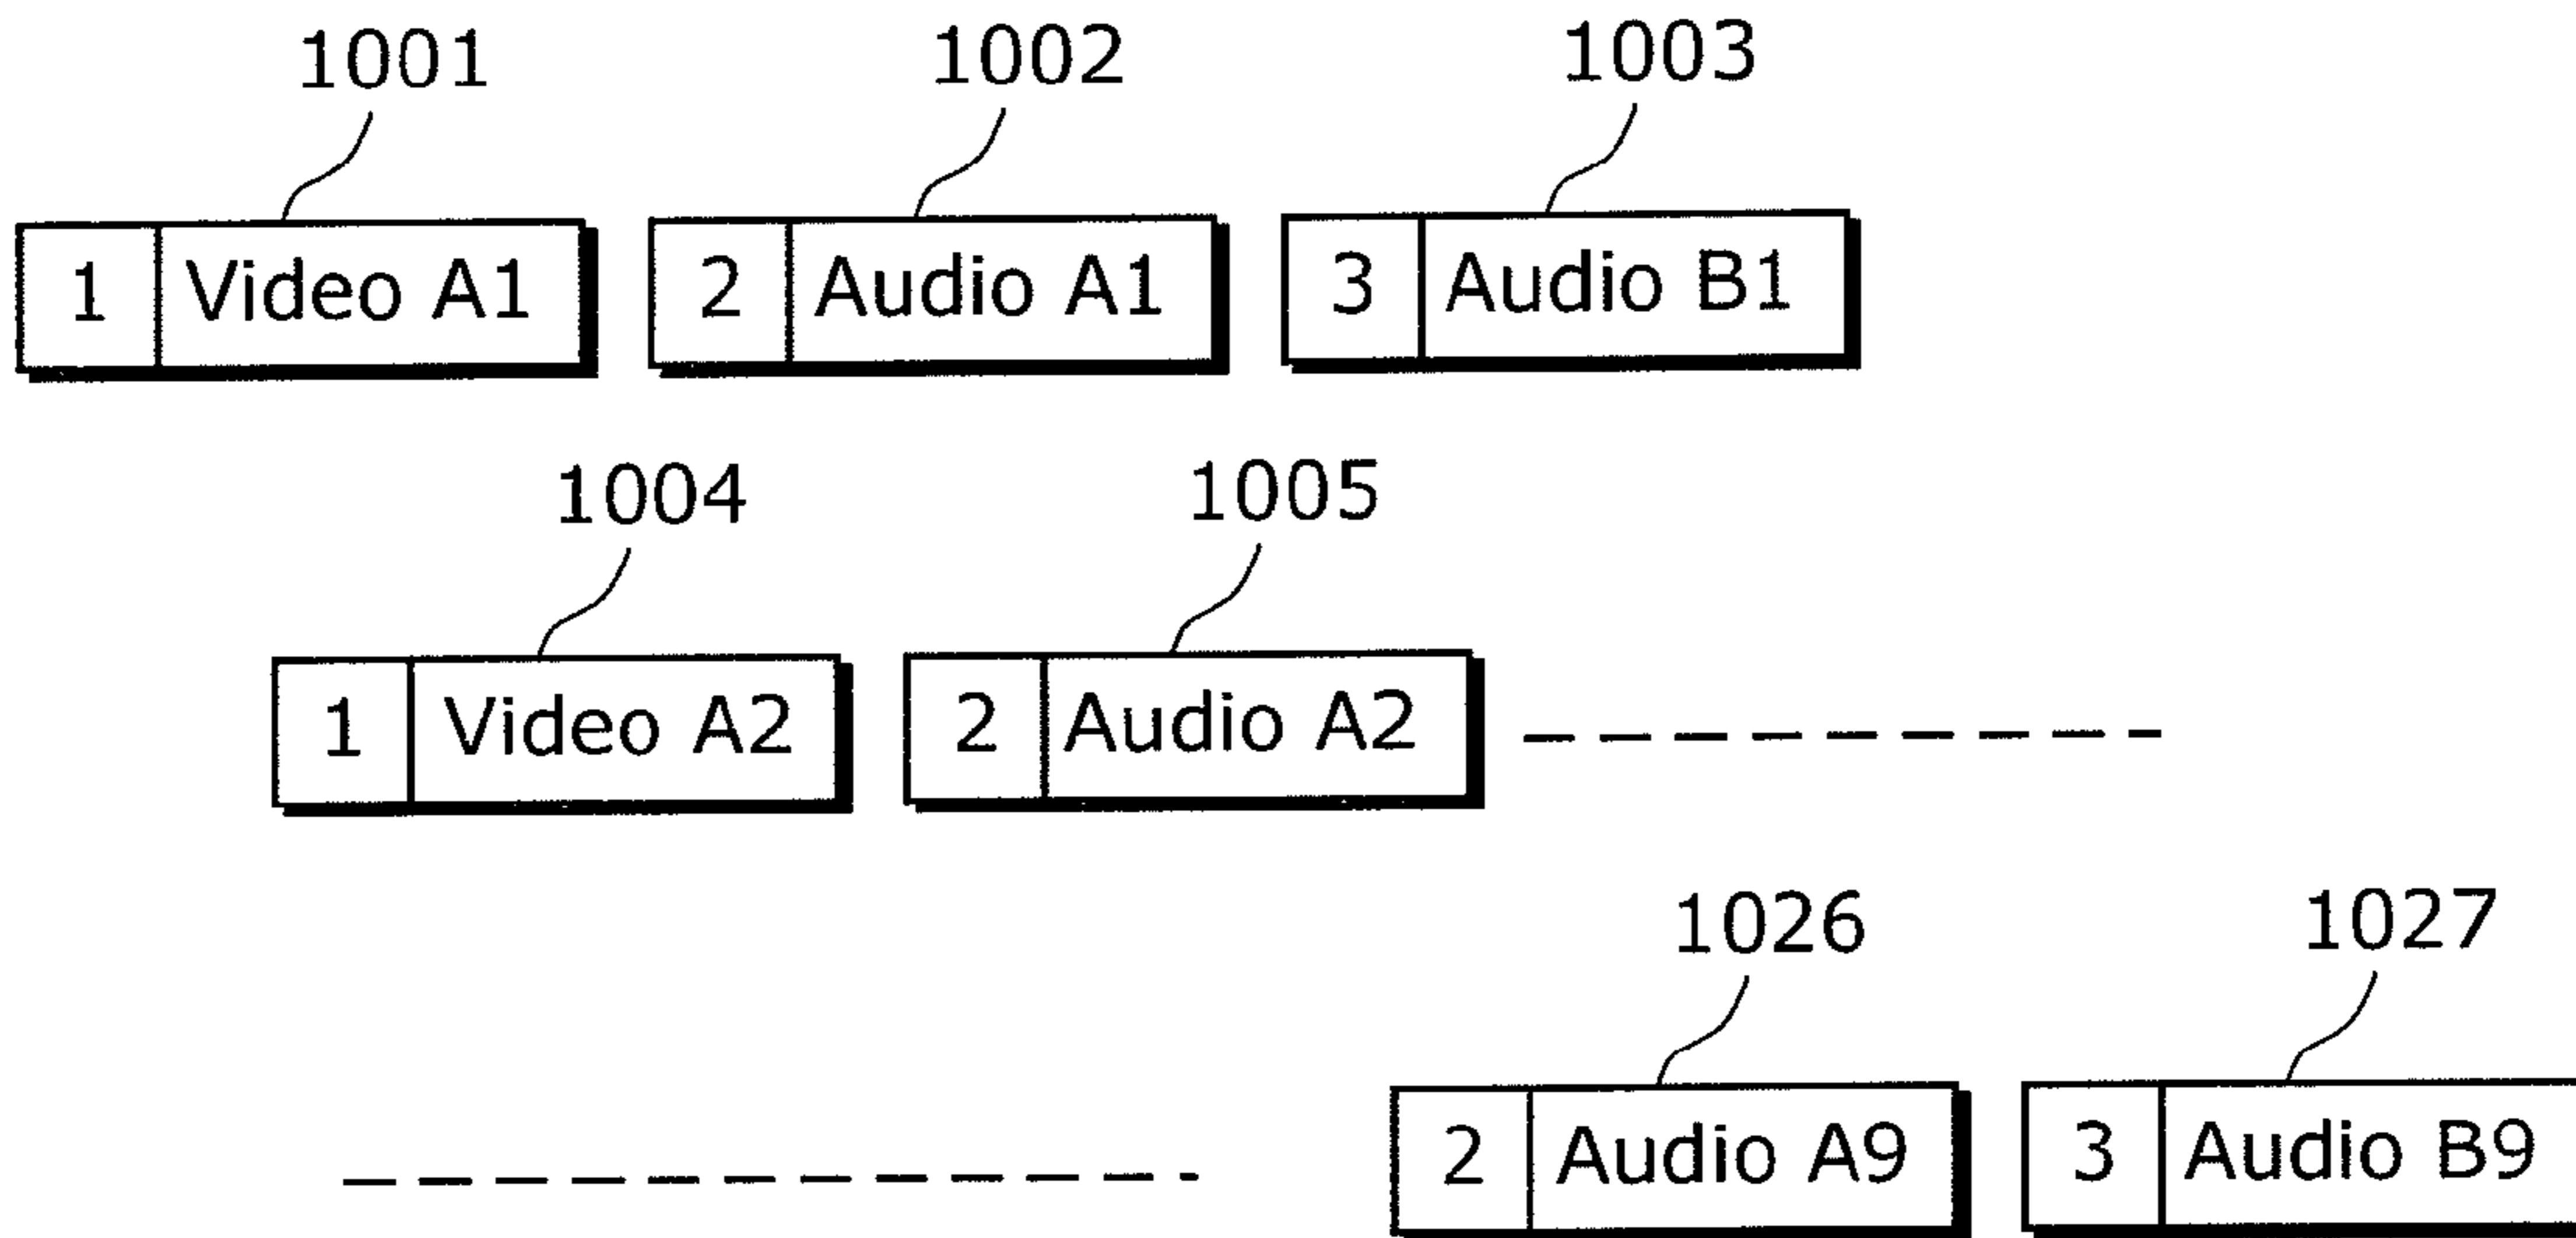 1001 1002 1003
1 Video A1 2 Audio A1 3 Audio B1
1004 1005
1 Video A2 2 Audio A2
1026 1027
2 Audio A9 3 Audio B9